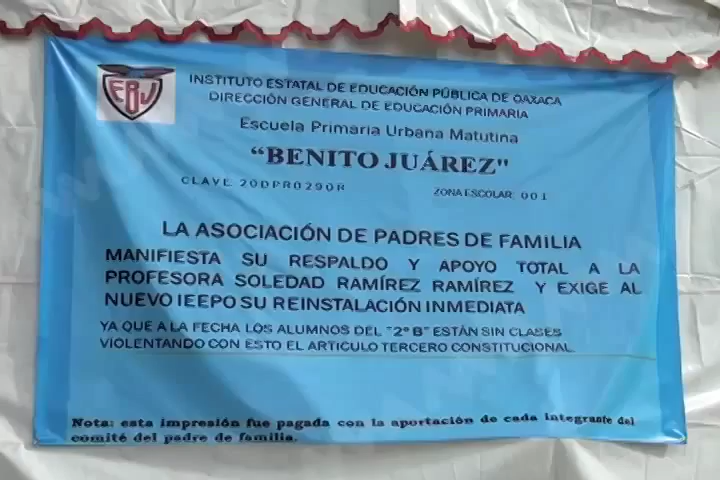 EBJ
INSTITUTO ESTATAL DE EDUCACIÓN PÚBLICA DE OAXACA
DIRECCIÓN GENERAL DE EDUCACIÓN PRIMARIA
Escuela Primaria Urbana Matutina
“BENITO JUÁREZ"
CLAVE 20DPR0290R ZONA ESCOLAR: 001
LA ASOCIACIÓN DE PADRES DE FAMILIA
MANIFIESTA SU RESPALDO Y APOYO TOTAL A LA
PROFESORA SOLEDAD RAMÍREZ RAMÍREZ Y EXIGE AL
NUEVO IEEPO SU REINSTALACIÓN INMEDIATA
YA QUE A LA FECHA LOS ALUMNOS DEL "2º B" ESTÁN SIN CLASES
VIOLENTANDO CON ESTO EL ARTICULO TERCERO CONSTITUCIONAL.
Nota: esta impresión fue pagada con la aportación de cada integrante del
comité del padre de familia.